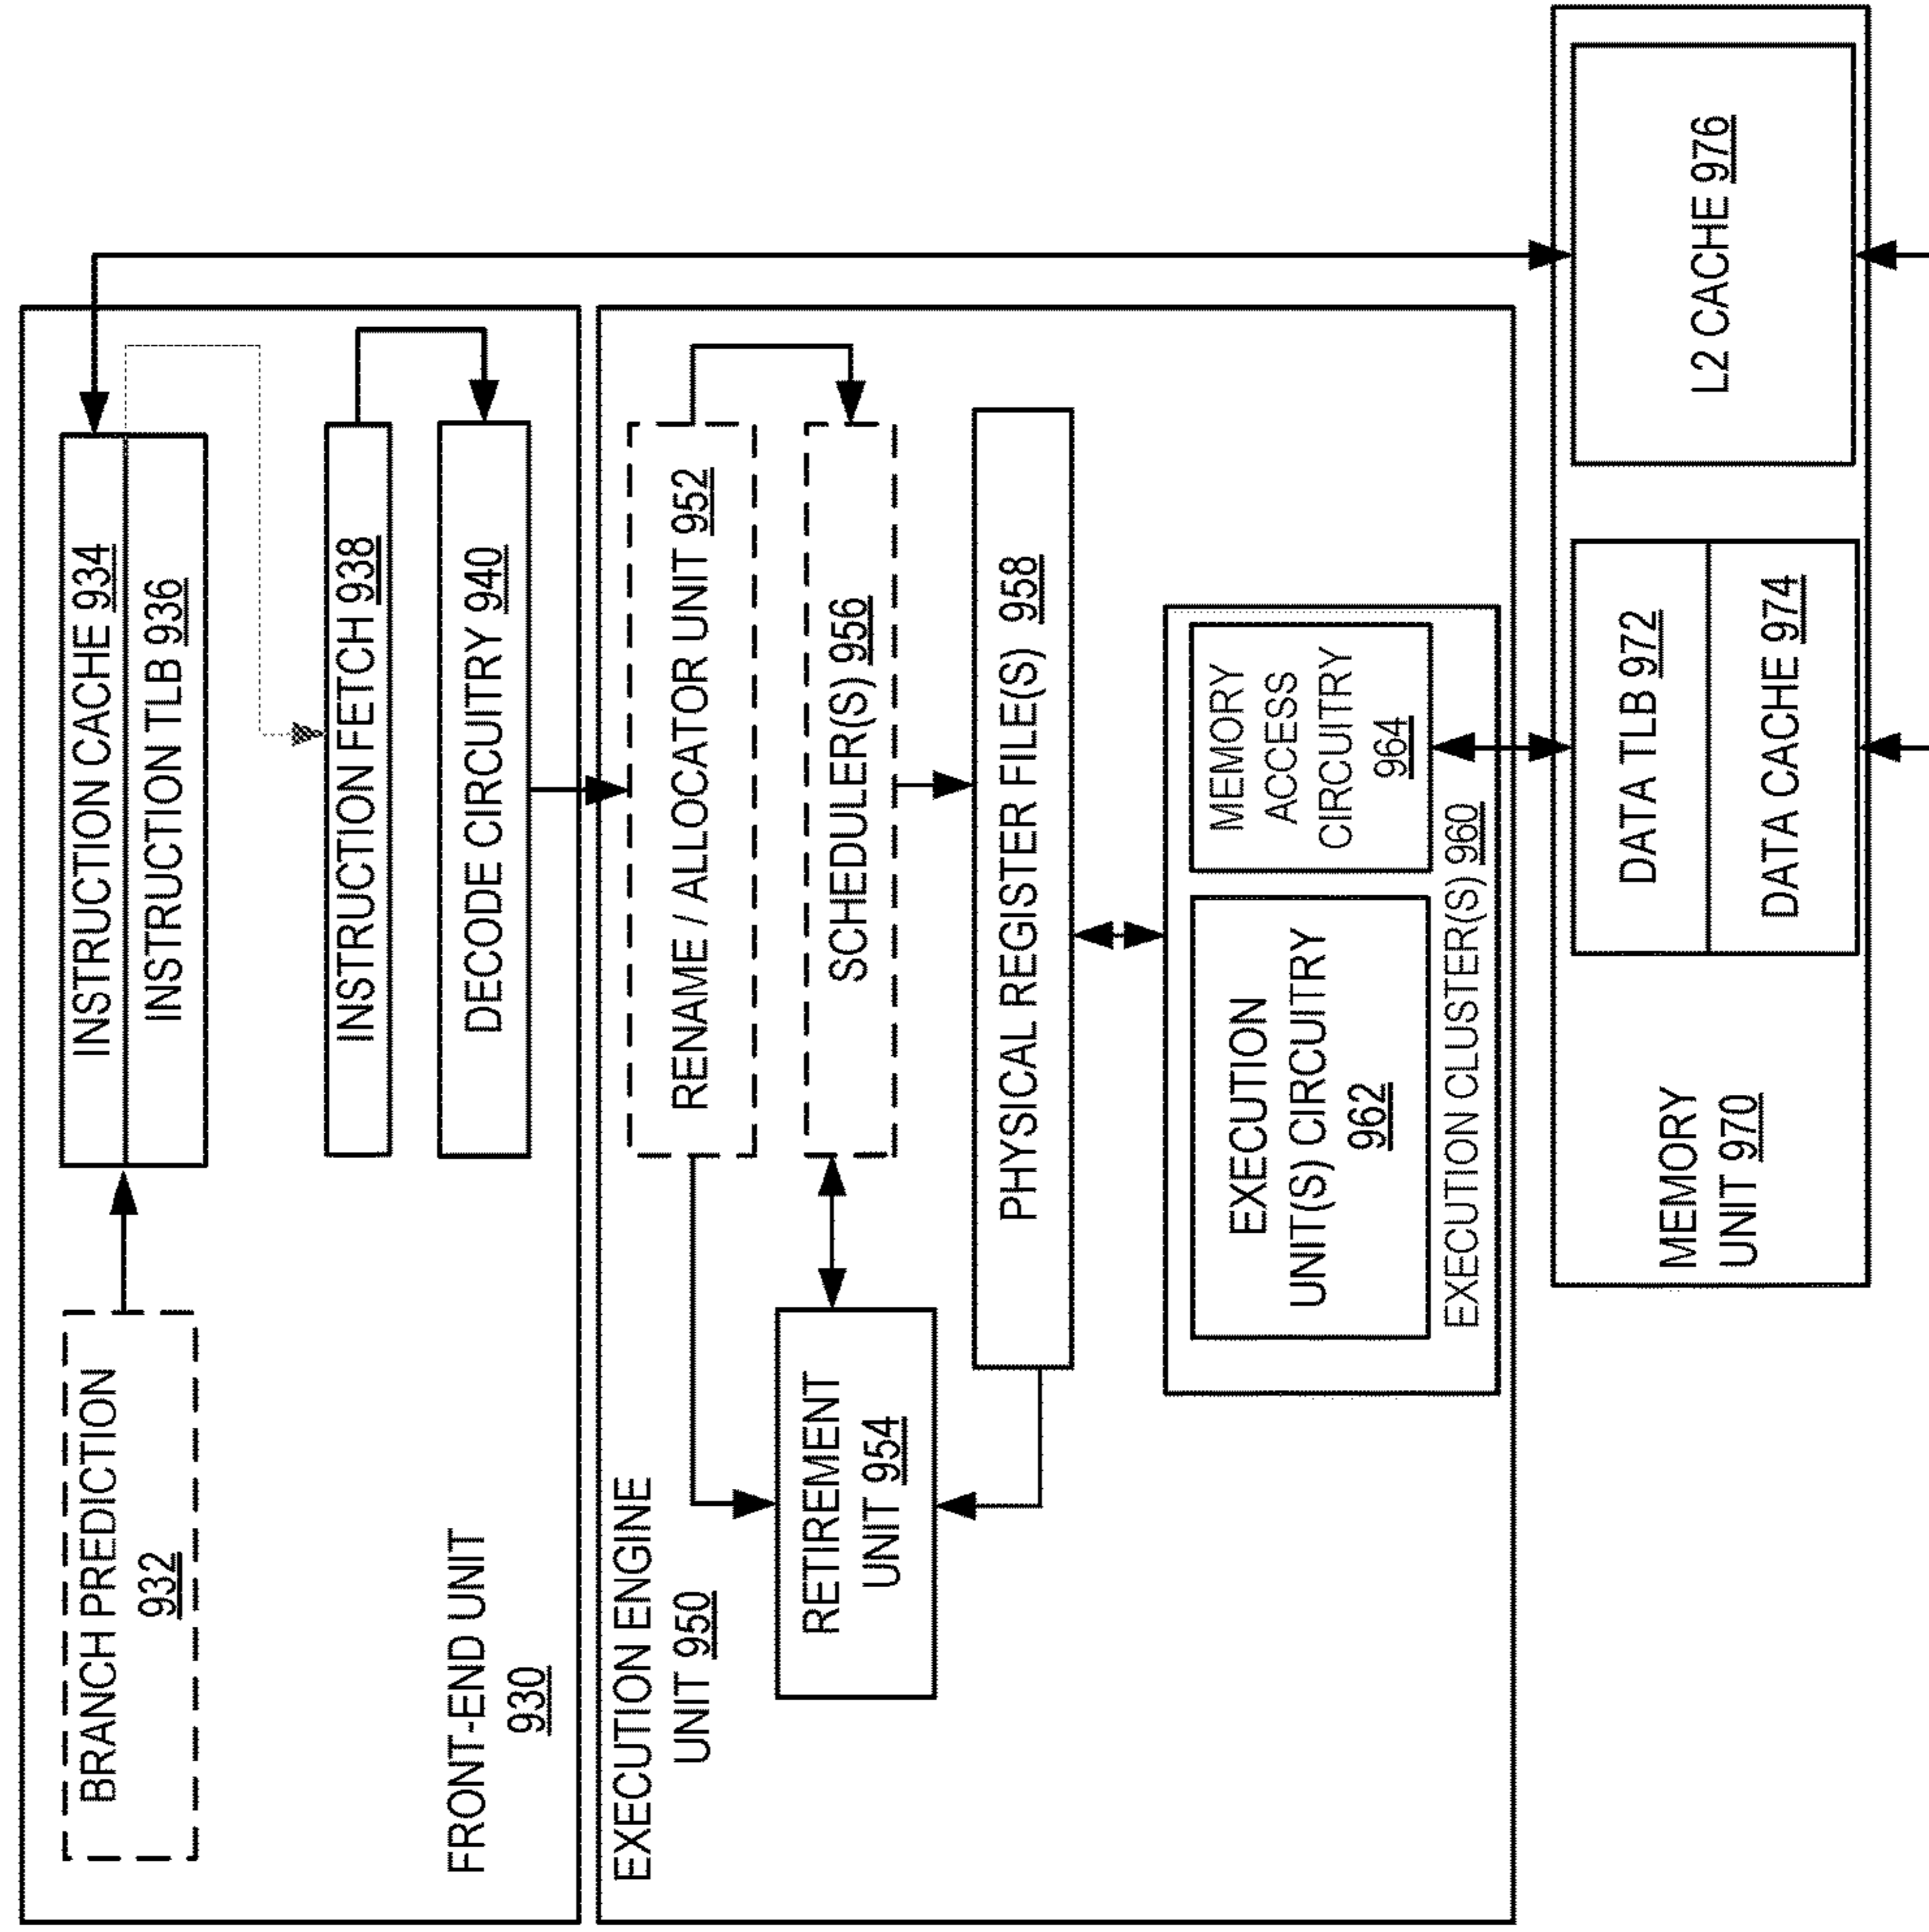 BRANCH PREDICTION
932
INSTRUCTION CACHE 934
INSTRUCTION TLB 936
INSTRUCTION FETCH 938
DECODE CIRCUITRY 940
FRONT-END UNIT
930
EXECUTION ENGINE
UNIT 950
RENAME / ALLOCATOR UNIT 952
SCHEDULER(S) 956
RETIREMENT
UNIT 954
PHYSICAL REGISTER FILE(S) 958
EXECUTION
UNIT(S) CIRCUITRY
962
MEMORY
ACCESS
CIRCUITRY
964
EXECUTION CLUSTER(S) 960
MEMORY
UNIT 970
DATA TLB 972
DATA CACHE 974
L2 CACHE 976